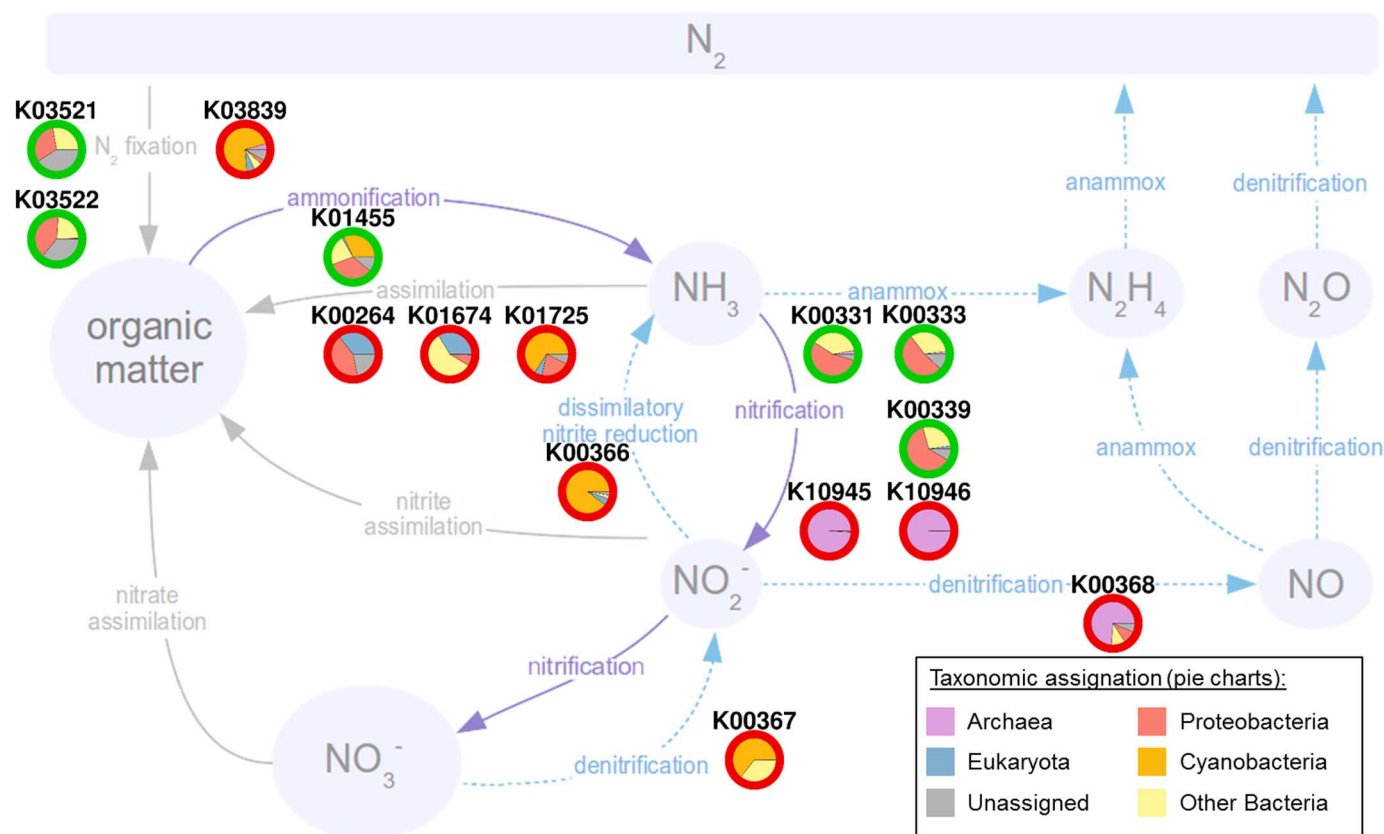 N2
K03521
K03839
N2 fixation
K03522
ammonification
K01455
NH3
assimilation
anammox
anammox
denitrification
N2H4
N2O
organic
matter
K00264
K01674
K01725
K00331
K00333
dissimilatory
nitrite reduction
nitrification
K00339
anammox
denitrification
K00366
K10945
K10946
nitrite
assimilation
NO2-
denitrification
K00368
NO
nitrate
assimilation
nitrification
NO3-
denitrification
K00367
Taxonomic assignation (pie charts):
Archaea
Proteobacteria
Eukaryota
Cyanobacteria
Unassigned
Other Bacteria